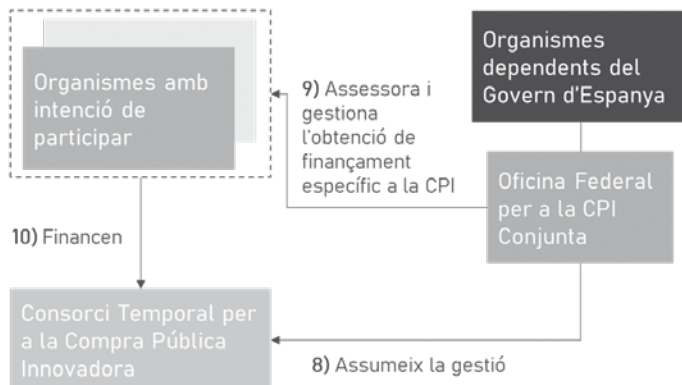 Organismes amb
intenció de
participar
9) Assessora i
gestiona
l'obtenció de
finançament
específic a la CPI
Organismes
dependents del
Govern d'Espanya
Oficina Federal
per a la CPI
Conjunta
10) Financen
Consorci Temporal per
a la Compra Pública
Innovadora
8) Assumeix la gestió